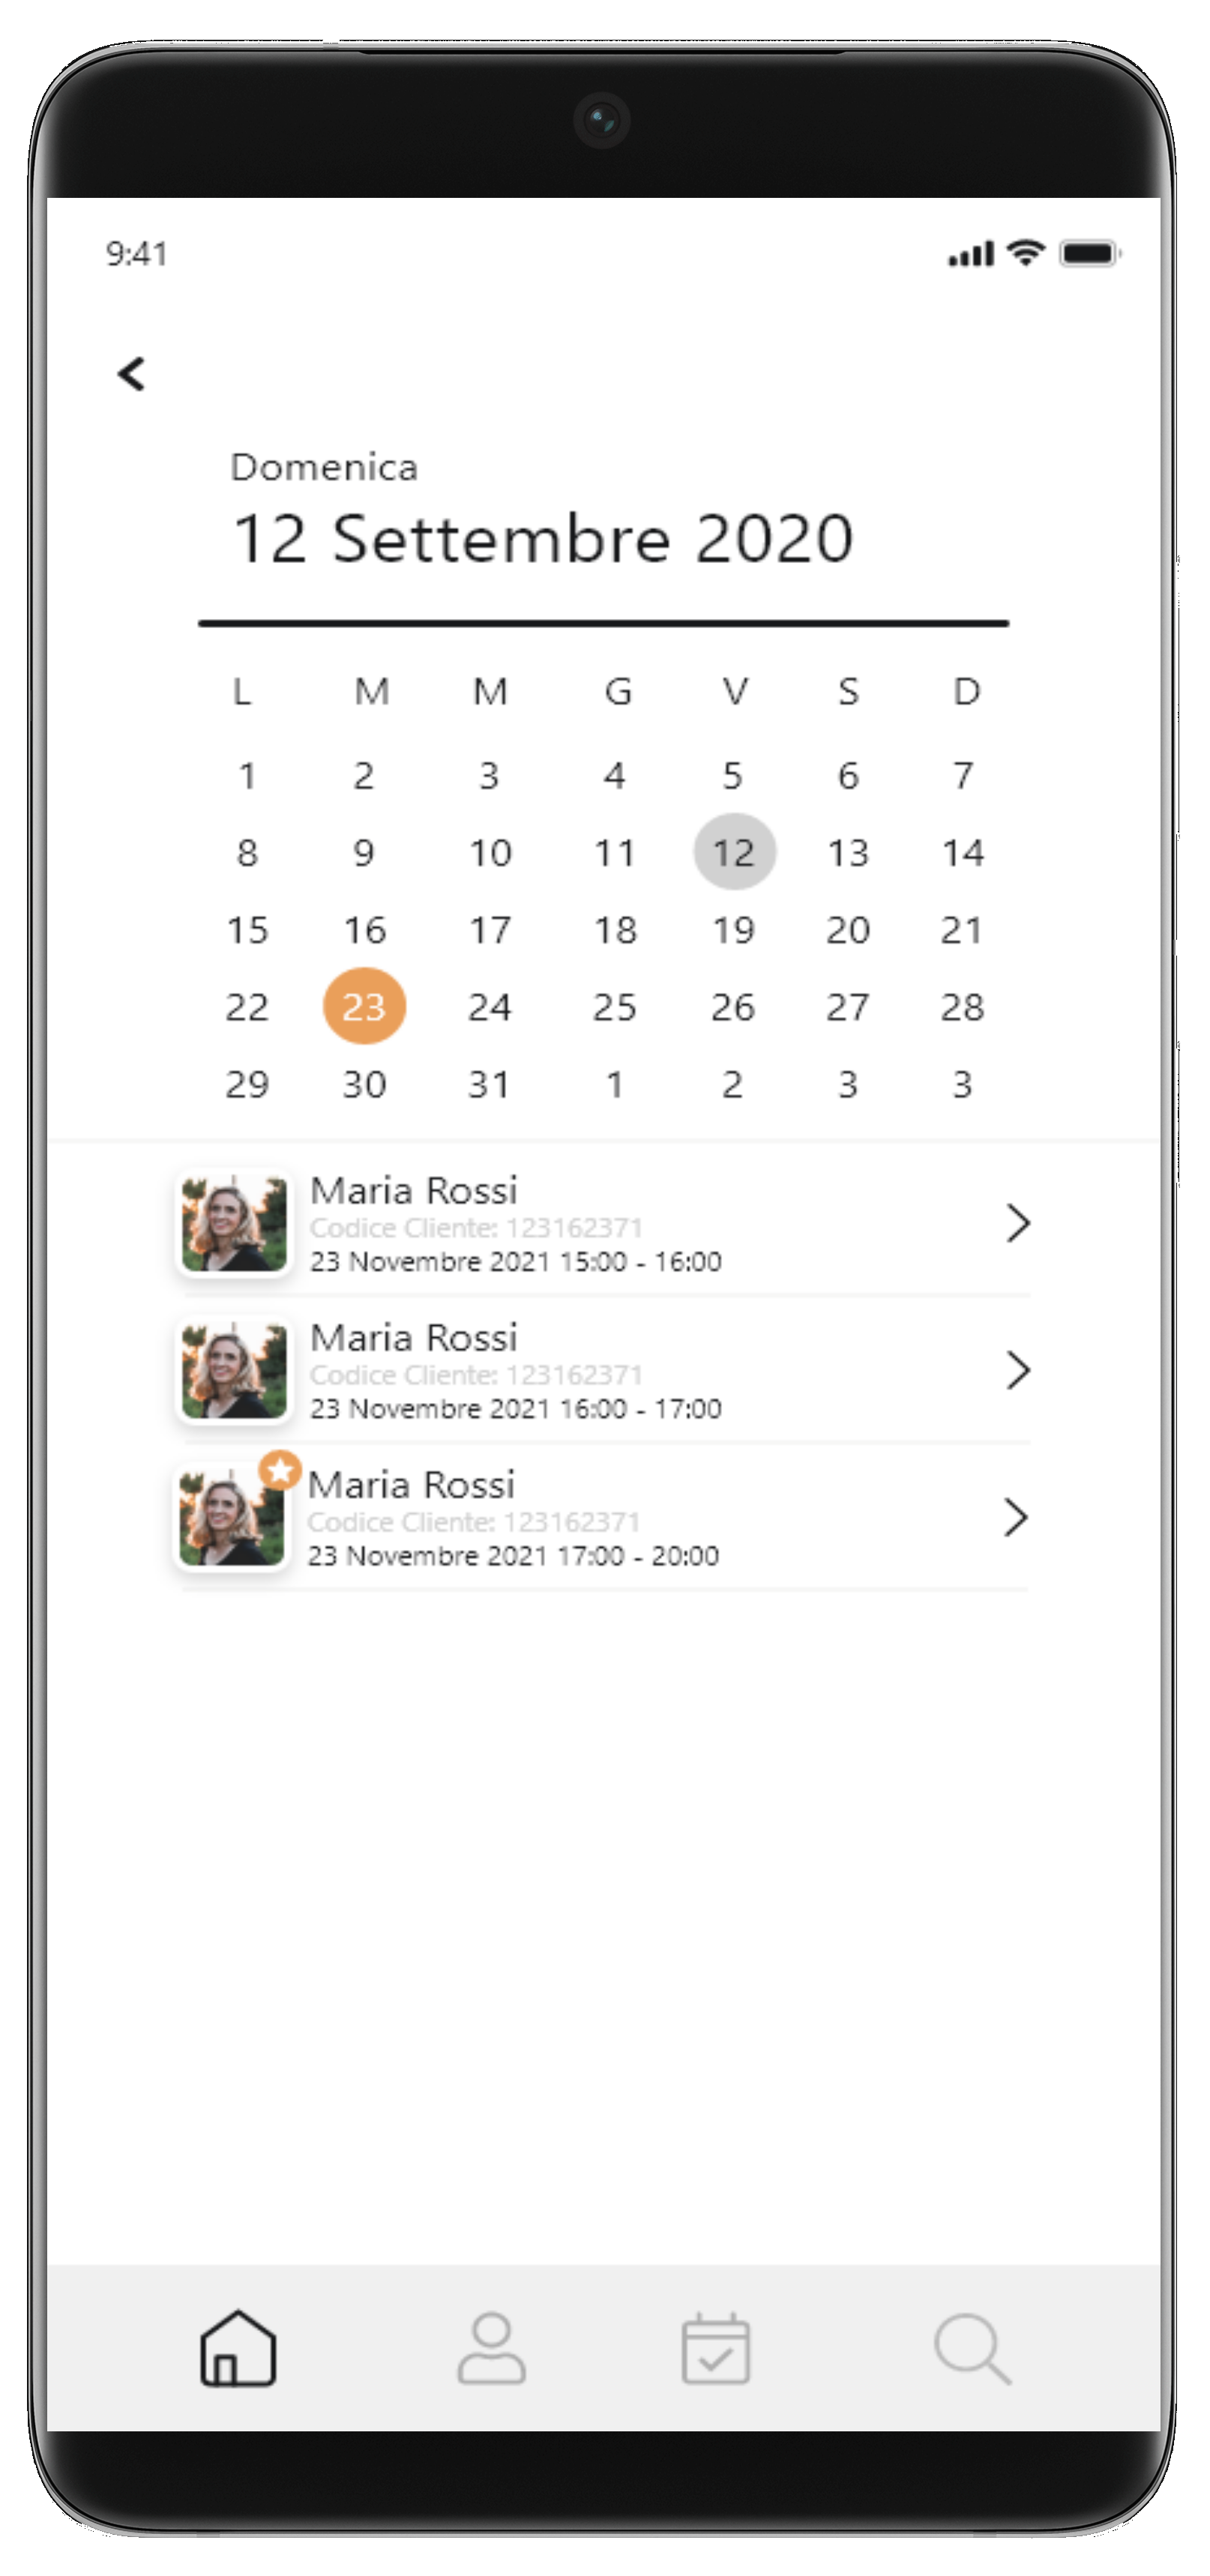 9:41
Domenica
12 Settembre 2020
L M M G V S D
1 2 3 4 5 6 7
8 9 10 11 12 13 14
15 16 17 18 19 20 21
22 23 24 25 26 27 28
29 30 31 1 2 3 3
Maria Rossi
Codice Cliente: 123162371
23 Novembre 2021 15:00 - 16:00
Maria Rossi
Codice Cliente: 123162371
23 Novembre 2021 16:00 - 17:00
Maria Rossi
Codice Cliente: 123162371
23 Novembre 2021 17:00 - 20:00